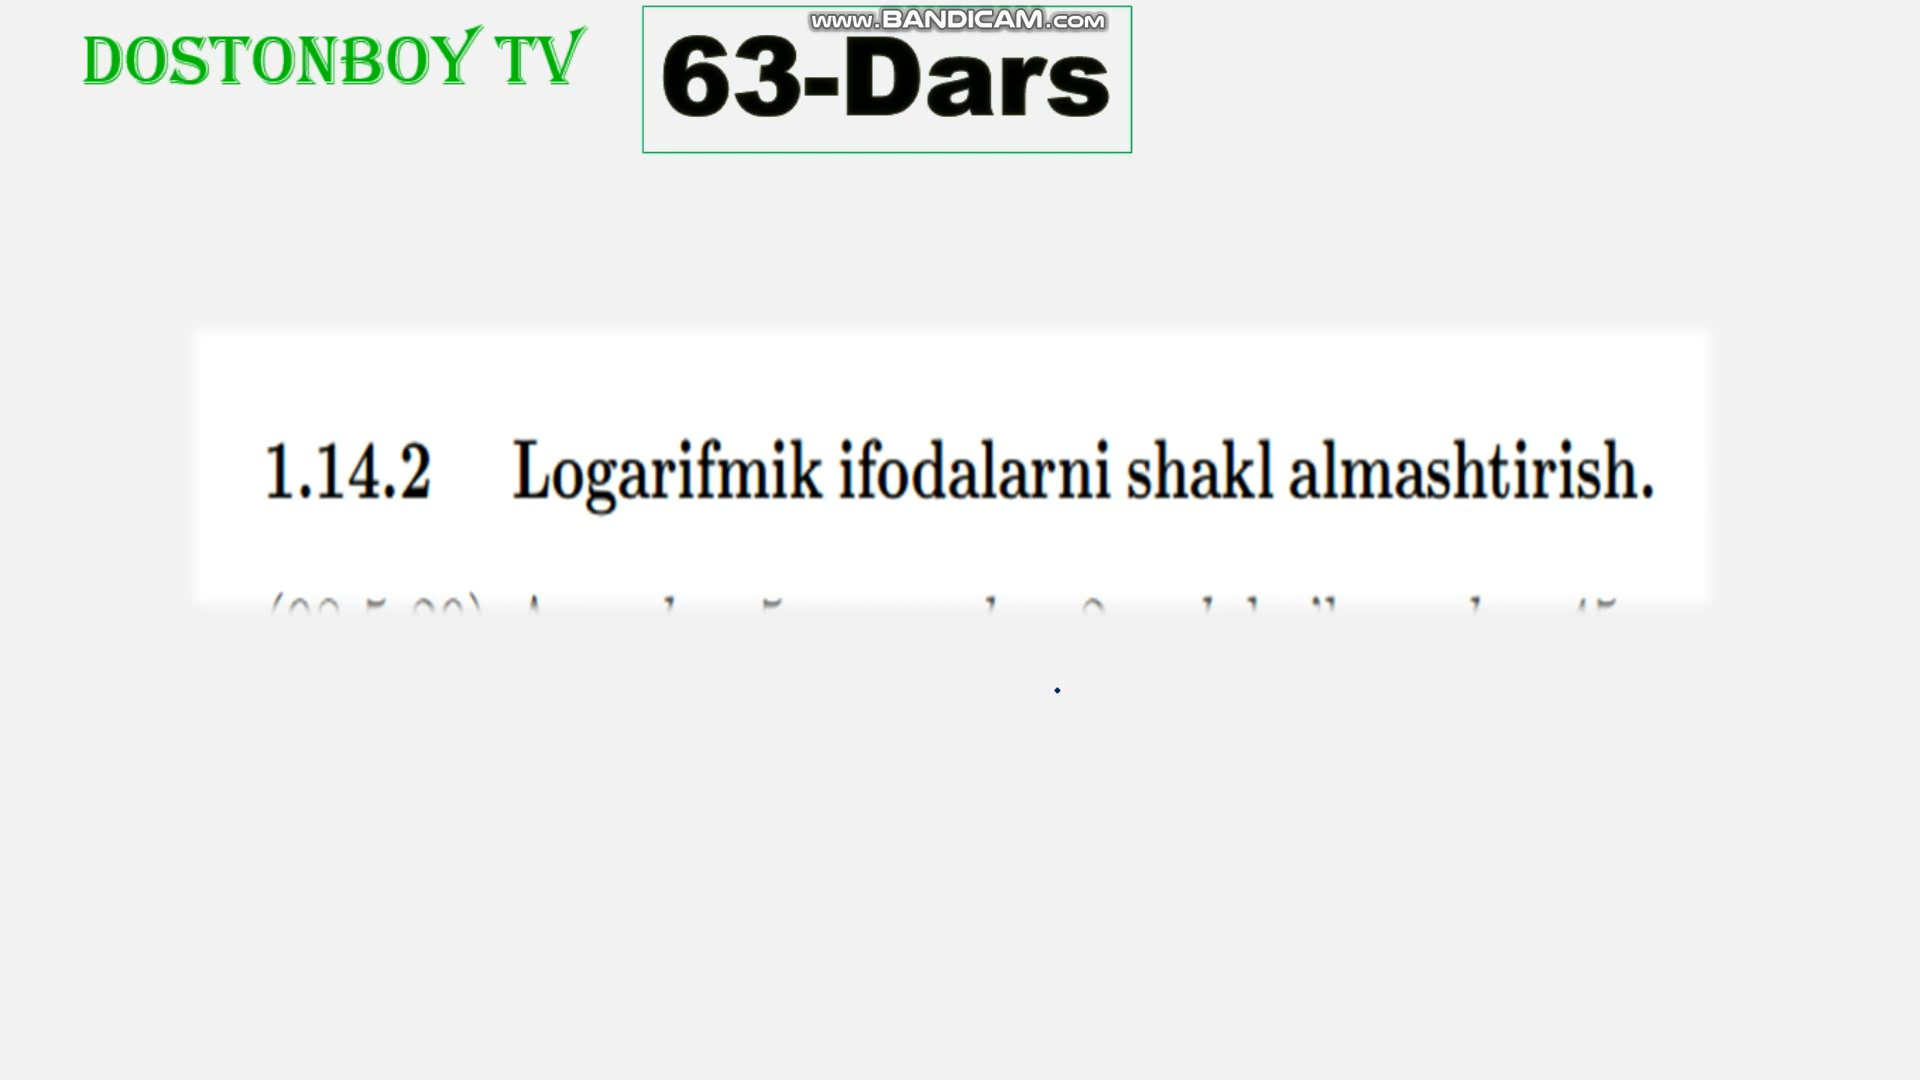 www.BANDICAM.com
DOSTONBOY TV
63-Dars
1.14.2 Logarifmik ifodalarni shakl almashtirish.